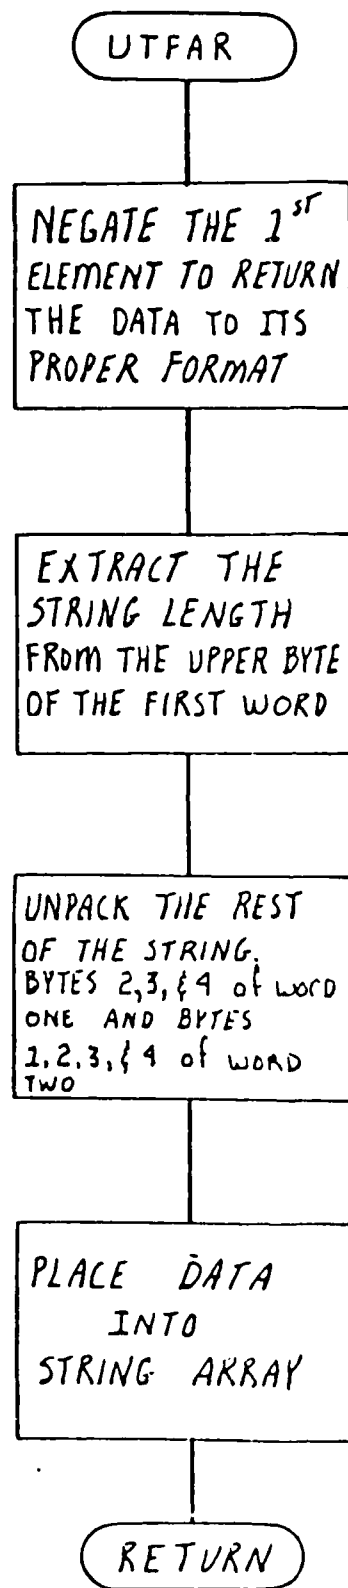 UTFAR
NEGATE THE 1st
ELEMENT TO RETURN
THE DATA TO ITS
PROPER FORMAT
EXTRACT THE
STRING LENGTH
FROM THE UPPER BYTE
OF THE FIRST WORD
UNPACK THE REST
OF THE STRING.
BYTES 2,3, & 4 of WORD
ONE AND BYTES
1,2,3, & 4 of WORD
TWO
PLACE DATA
INTO
STRING ARRAY
RETURN